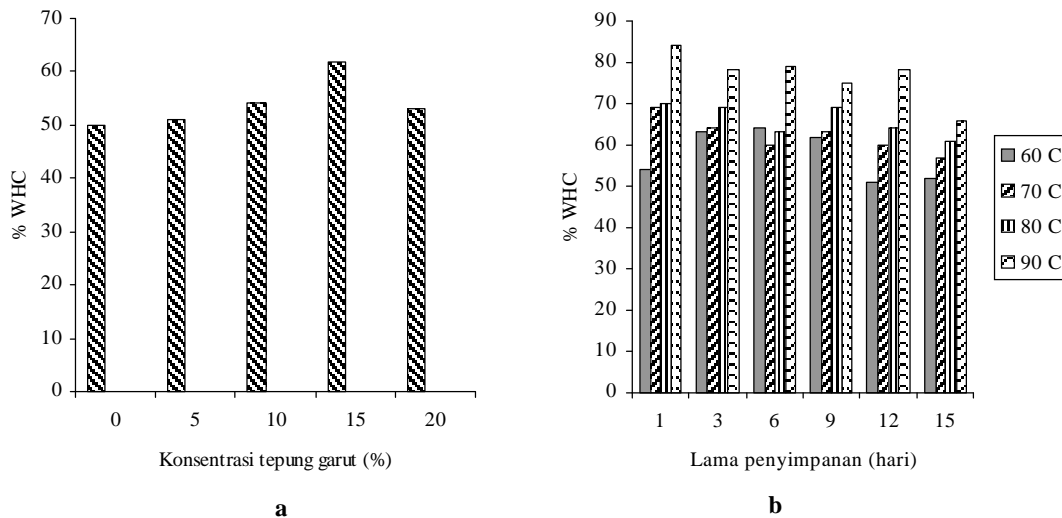 70
60
50
40
30
20
10
0
% WHC
0 5 10 15 20
Konsentrasi tepung garut (%)
a
90
80
70
60
50
40
30
20
10
0
% WHC
1 3 6 9 12 15
Lama penyimpanan (hari)
b
60 C
70 C
80 C
90 C